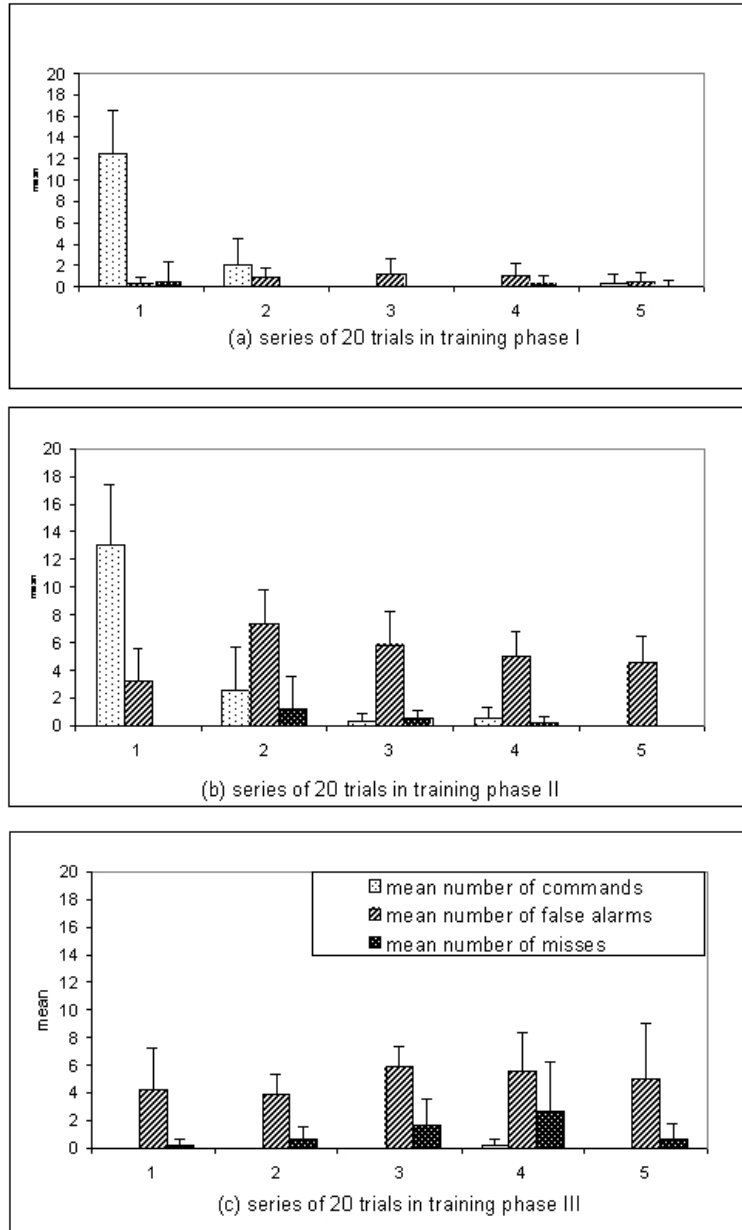 20
18
16
14
12
10
8
6
4
2
0
mean
1 2 3 4 5
(a) series of 20 trials in training phase I
20
18
16
14
12
10
8
6
4
2
0
mean
1 2 3 4 5
(b) series of 20 trials in training phase II
20
18
16
14
12
10
8
6
4
2
0
mean
mean number of commands
mean number of false alarms
mean number of misses
1 2 3 4 5
(c) series of 20 trials in training phase III